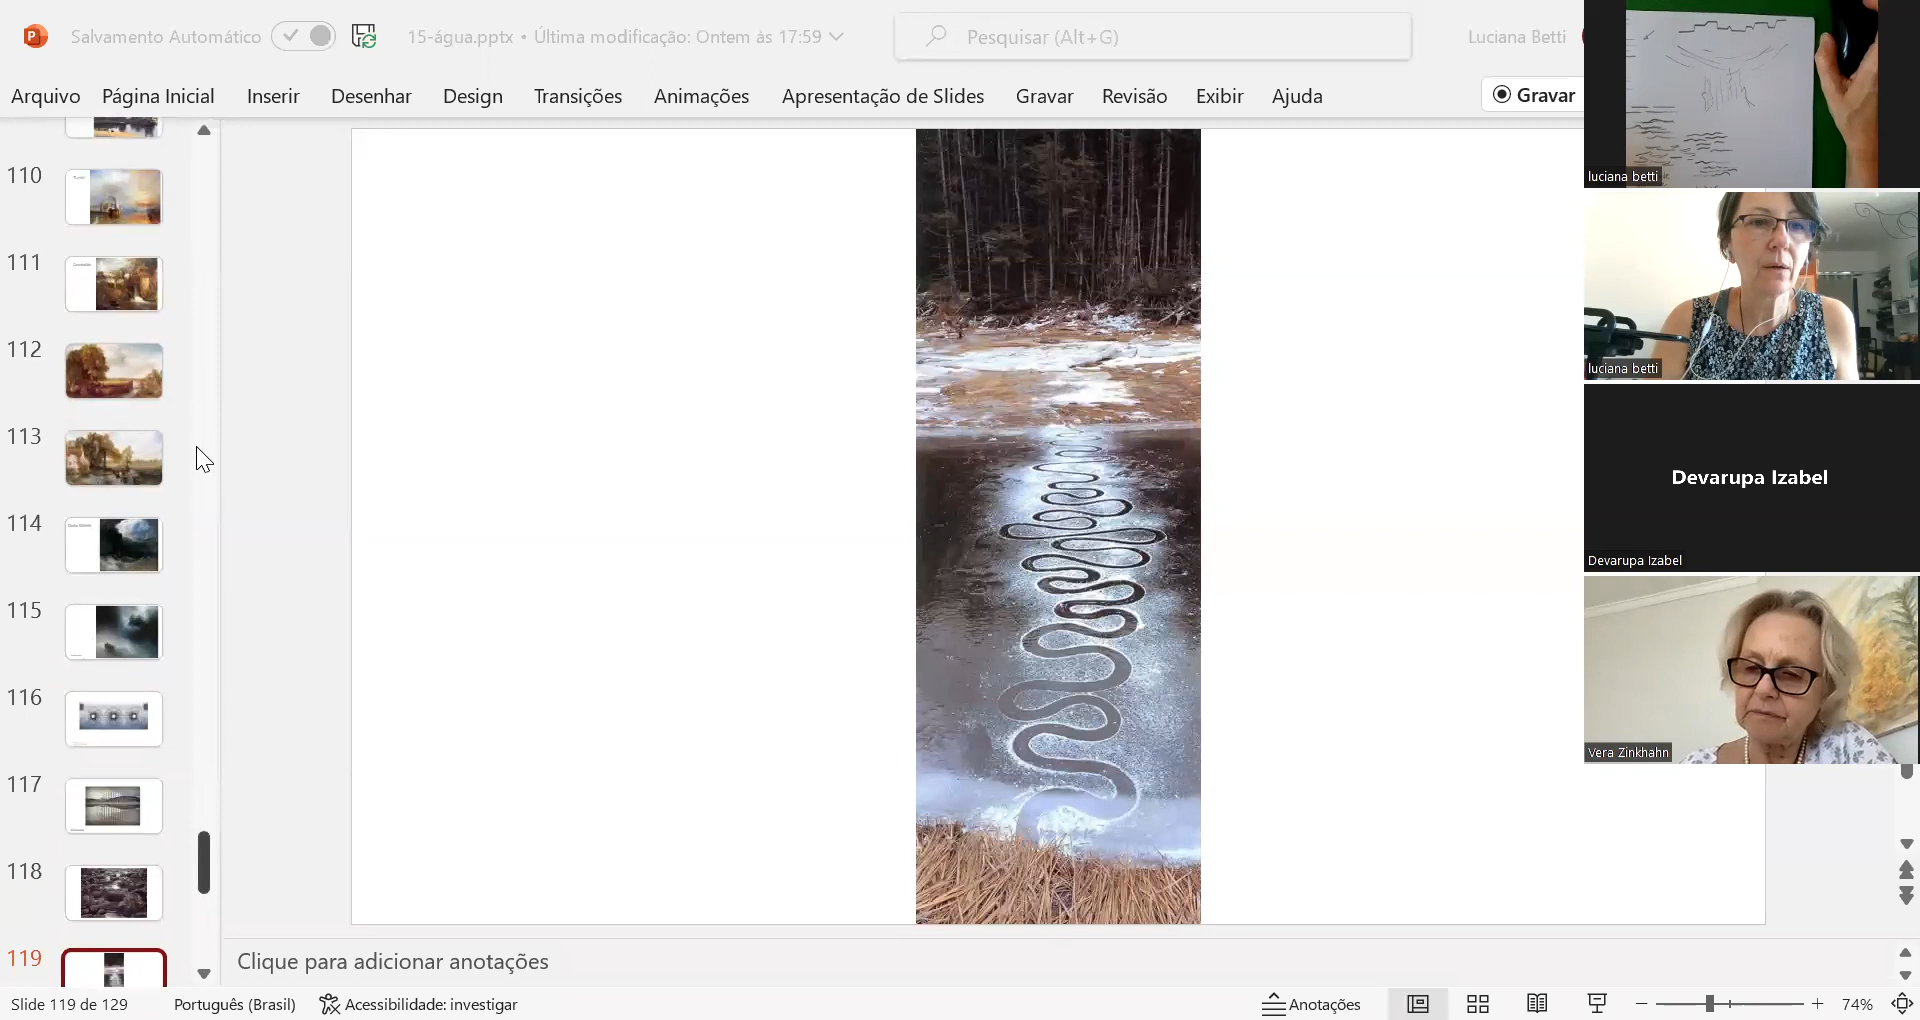 Salvamento Automático
15-água.pptx • Última modificação: Ontem às 17:59
Pesquisar (Alt+G)
Luciana Betti
Arquivo Página Inicial Inserir Desenhar Design Transições Animações Apresentação de Slides Gravar Revisão Exibir Ajuda
Gravar
110
111
112
113
114
115
116
117
118
119
luciana betti
luciana betti
Devarupa Izabel
Devarupa Izabel
Vera Zinkhahn
Clique para adicionar anotações
Slide 119 de 129 Português (Brasil) Acessibilidade: investigar Anotações 74%